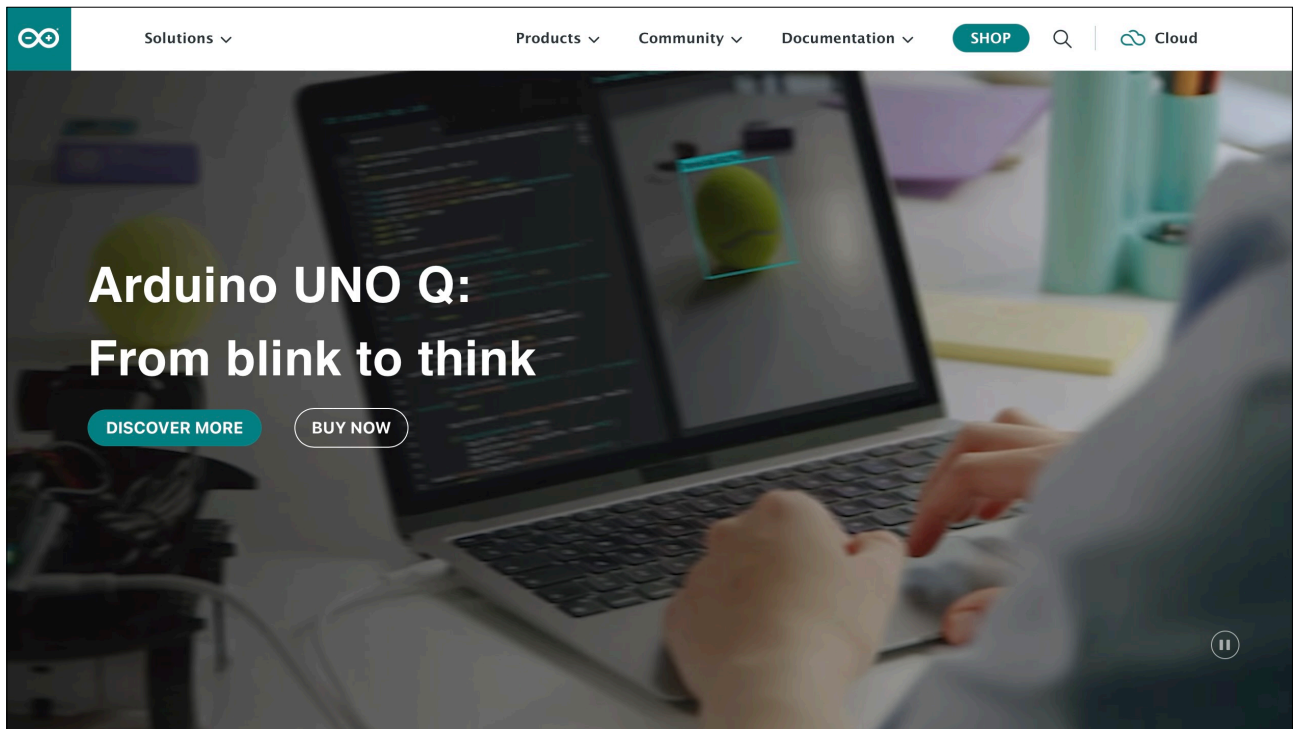 Solutions
Products
Community
Documentation
SHOP
Cloud
Arduino UNO Q:
From blink to think
DISCOVER MORE
BUY NOW